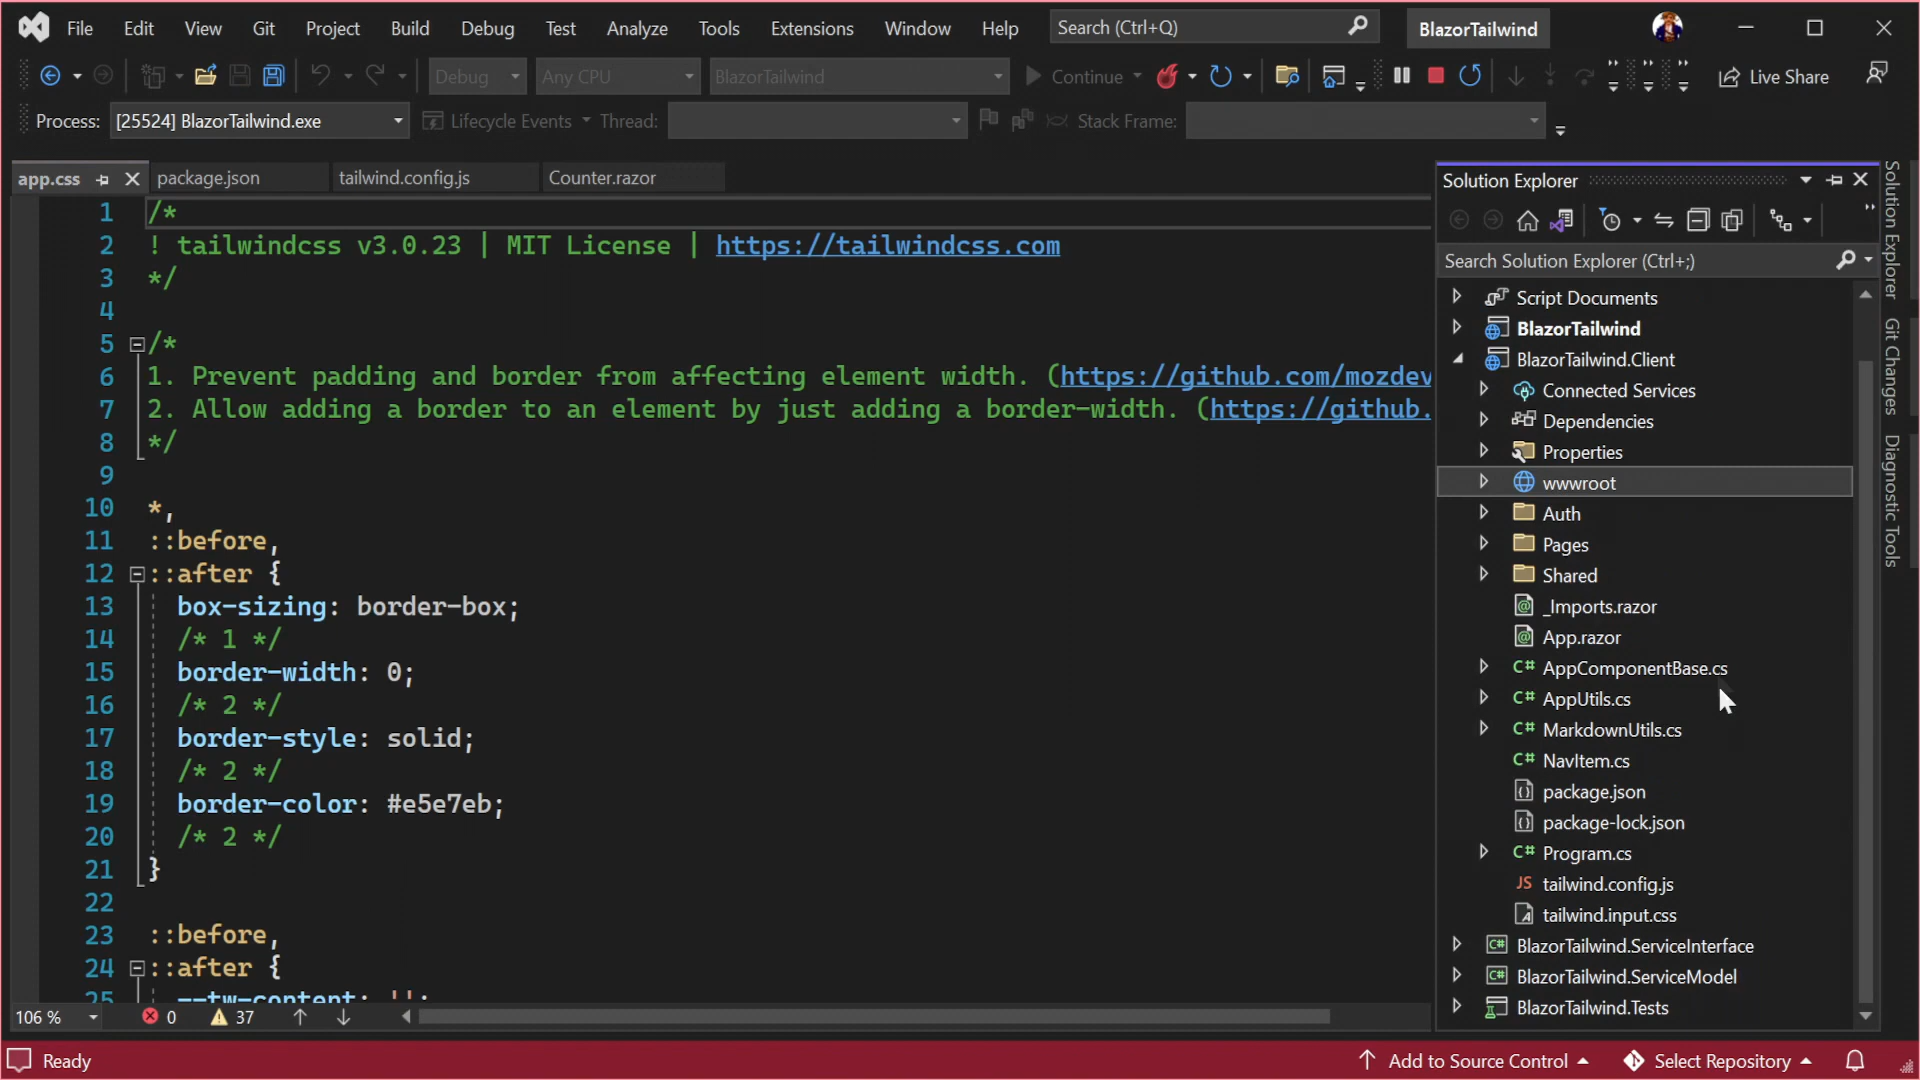 File Edit View Git Project Build Debug Test Analyze Tools Extensions Window Help Search (Ctrl+Q) BlazorTailwind
Debug Any CPU BlazorTailwind Continue Live Share
Process: [25524] BlazorTailwind.exe Lifecycle Events Thread: Stack Frame:
app.css package.json tailwind.config.js Counter.razor
1 /*
2 ! tailwindcss v3.0.23 | MIT License | https://tailwindcss.com
3 */
4
5 /*
6 1. Prevent padding and border from affecting element width. (https://github.com/mozdev
7 2. Allow adding a border to an element by just adding a border-width. (https://github.
8 */
9
10 *,
11 ::before,
12 ::after {
13 box-sizing: border-box;
14 /* 1 */
15 border-width: 0;
16 /* 2 */
17 border-style: solid;
18 /* 2 */
19 border-color: #e5e7eb;
20 /* 2 */
21 }
22
23 ::before,
24 ::after {
25 --tw-content: '';
106 % 0 37
Solution Explorer
Search Solution Explorer (Ctrl+;)
Script Documents
BlazorTailwind
BlazorTailwind.Client
Connected Services
Dependencies
Properties
wwwroot
Auth
Pages
Shared
_Imports.razor
App.razor
C# AppComponentBase.cs
C# AppUtils.cs
C# MarkdownUtils.cs
C# NavItem.cs
package.json
package-lock.json
C# Program.cs
JS tailwind.config.js
tailwind.input.css
C# BlazorTailwind.ServiceInterface
C# BlazorTailwind.ServiceModel
BlazorTailwind.Tests
Solution Explorer
Git Changes
Diagnostic Tools
Ready Add to Source Control Select Repository